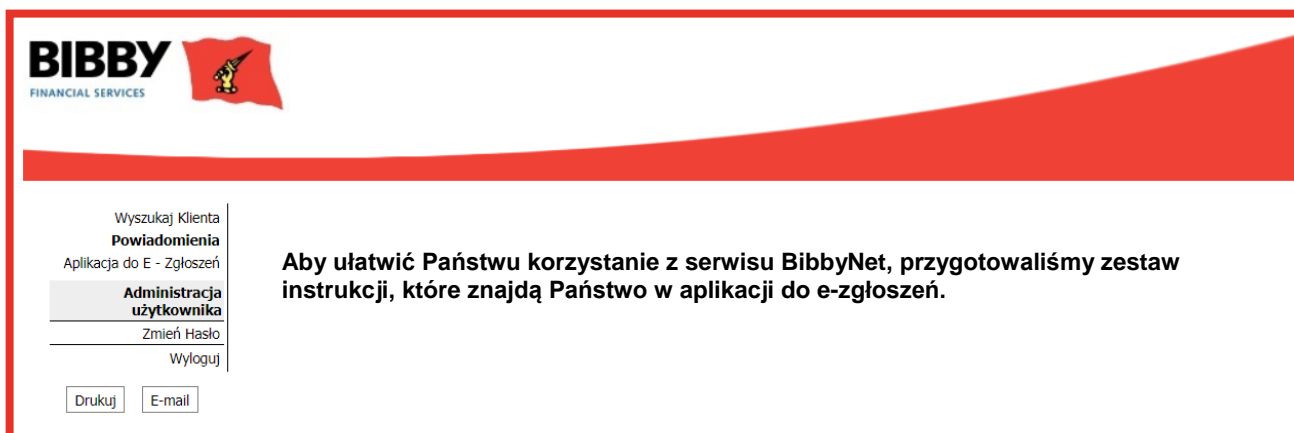 BIBBY
FINANCIAL SERVICES
Wyszukaj Klienta
Powiadomienia
Aplikacja do E - Zgłoszeń
Administracja
użytkownika
Zmień Hasło
Wyloguj
Drukuj E-mail
Aby ułatwić Państwu korzystanie z serwisu BibbyNet, przygotowaliśmy zestaw
instrukcji, które znajdą Państwo w aplikacji do e-zgłoszeń.